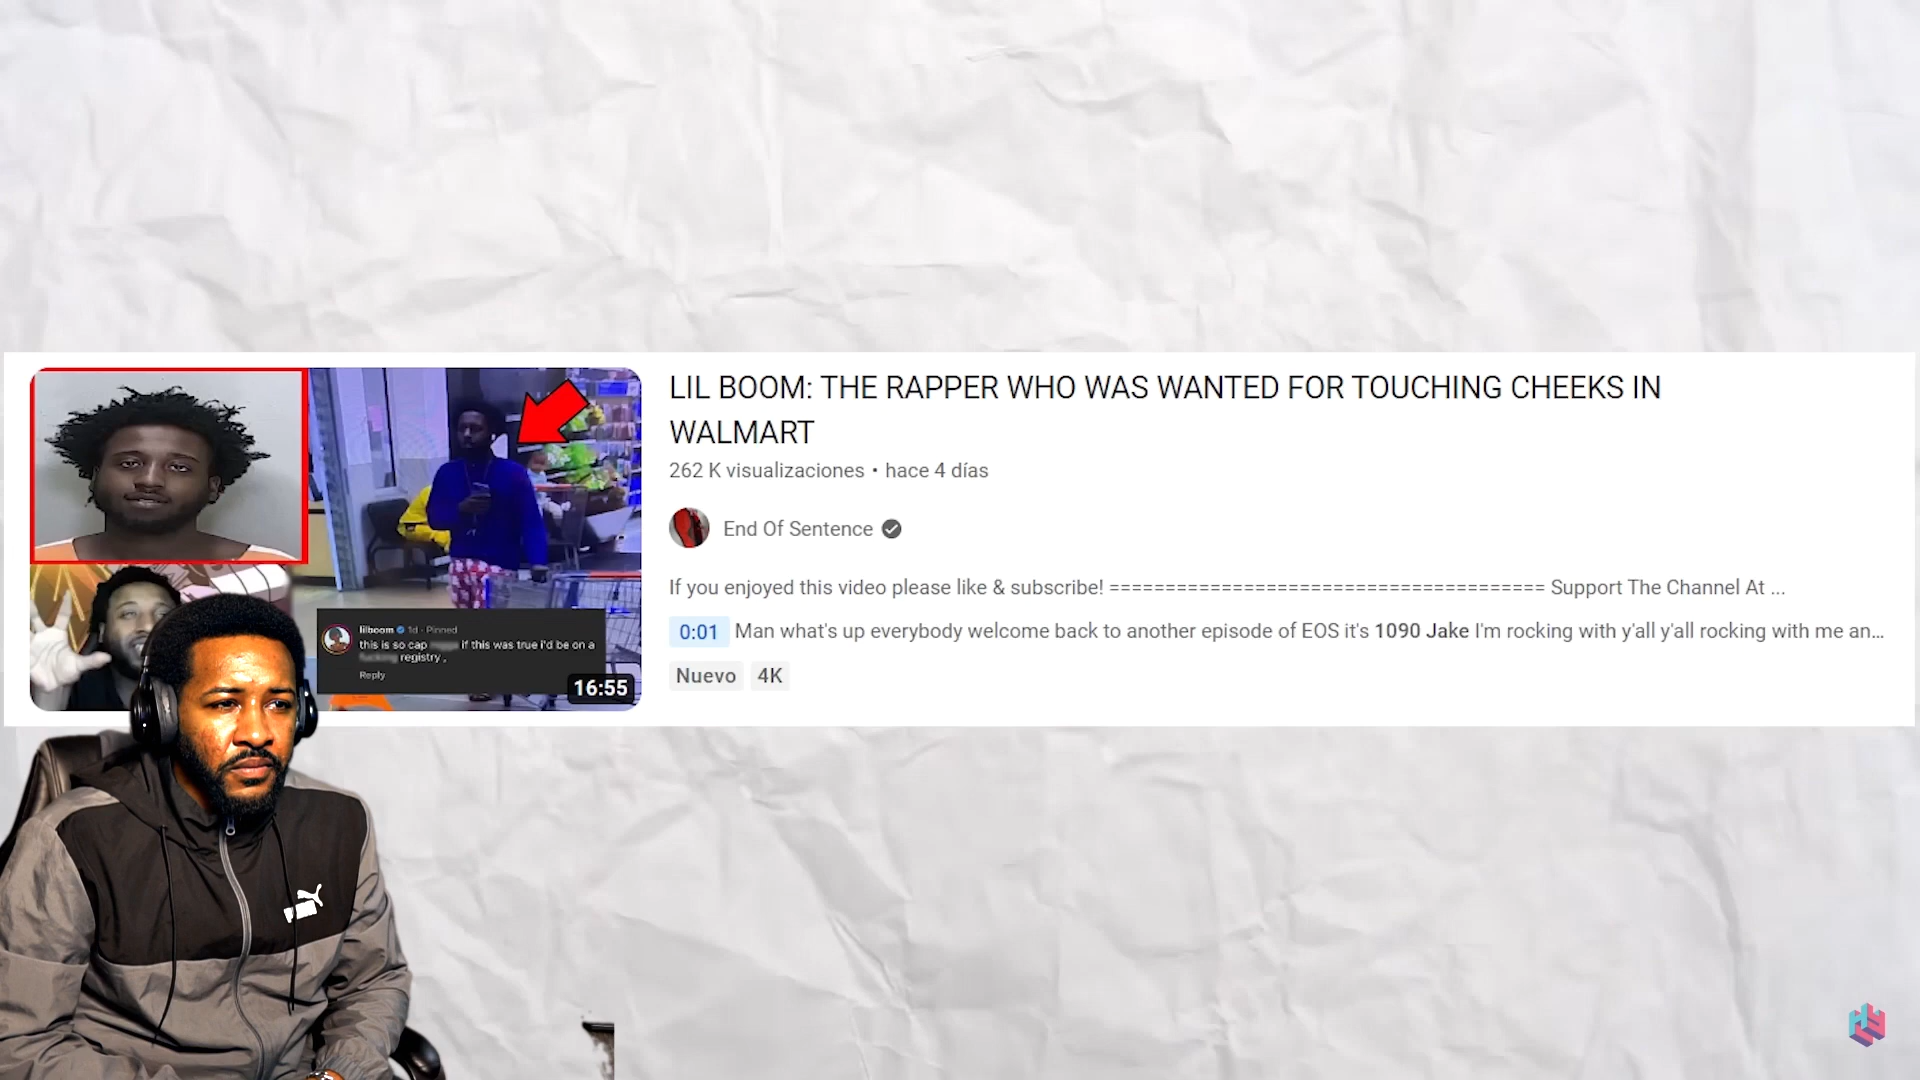 LIL BOOM: THE RAPPER WHO WAS WANTED FOR TOUCHING CHEEKS IN
WALMART
262 K visualizaciones • hace 4 días
End Of Sentence
If you enjoyed this video please like & subscribe! ======================================= Support The Channel At ...
0:01 Man what's up everybody welcome back to another episode of EOS it's 1090 Jake I'm rocking with y'all y'all rocking with me an...
Nuevo 4K
lilboom 1d · Pinned
this is so cap if this was true i'd be on a
registry ,
Reply
16:55